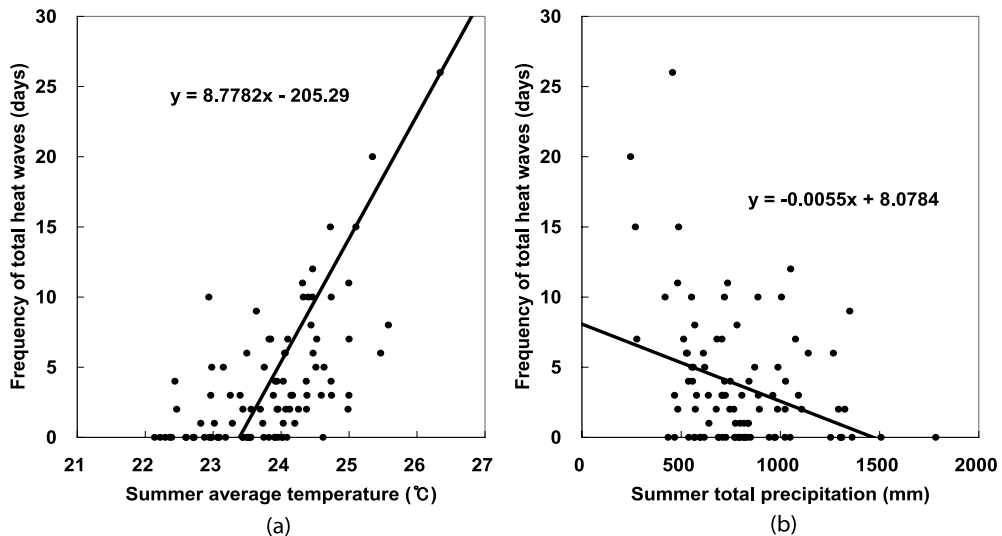 Frequency of total heat waves (days)
30
25
20
15
10
5
0
y = 8.7782x - 205.29
21 22 23 24 25 26 27
Summer average temperature (℃)
(a)
Frequency of total heat waves (days)
30
25
20
15
10
5
0
y = -0.0055x + 8.0784
0 500 1000 1500 2000
Summer total precipitation (mm)
(b)